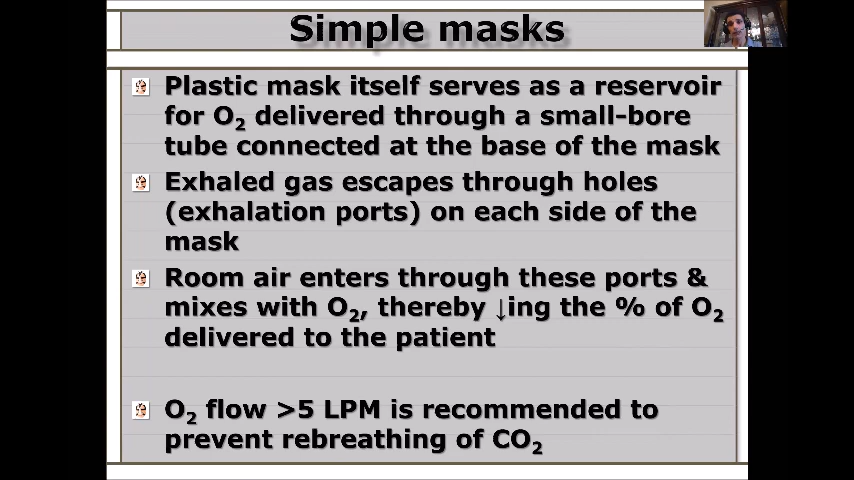 Simple masks
Plastic mask itself serves as a reservoir
for O₂ delivered through a small-bore
tube connected at the base of the mask
Exhaled gas escapes through holes
(exhalation ports) on each side of the
mask
Room air enters through these ports &
mixes with O₂, thereby ↓ing the % of O₂
delivered to the patient
O₂ flow >5 LPM is recommended to
prevent rebreathing of CO₂